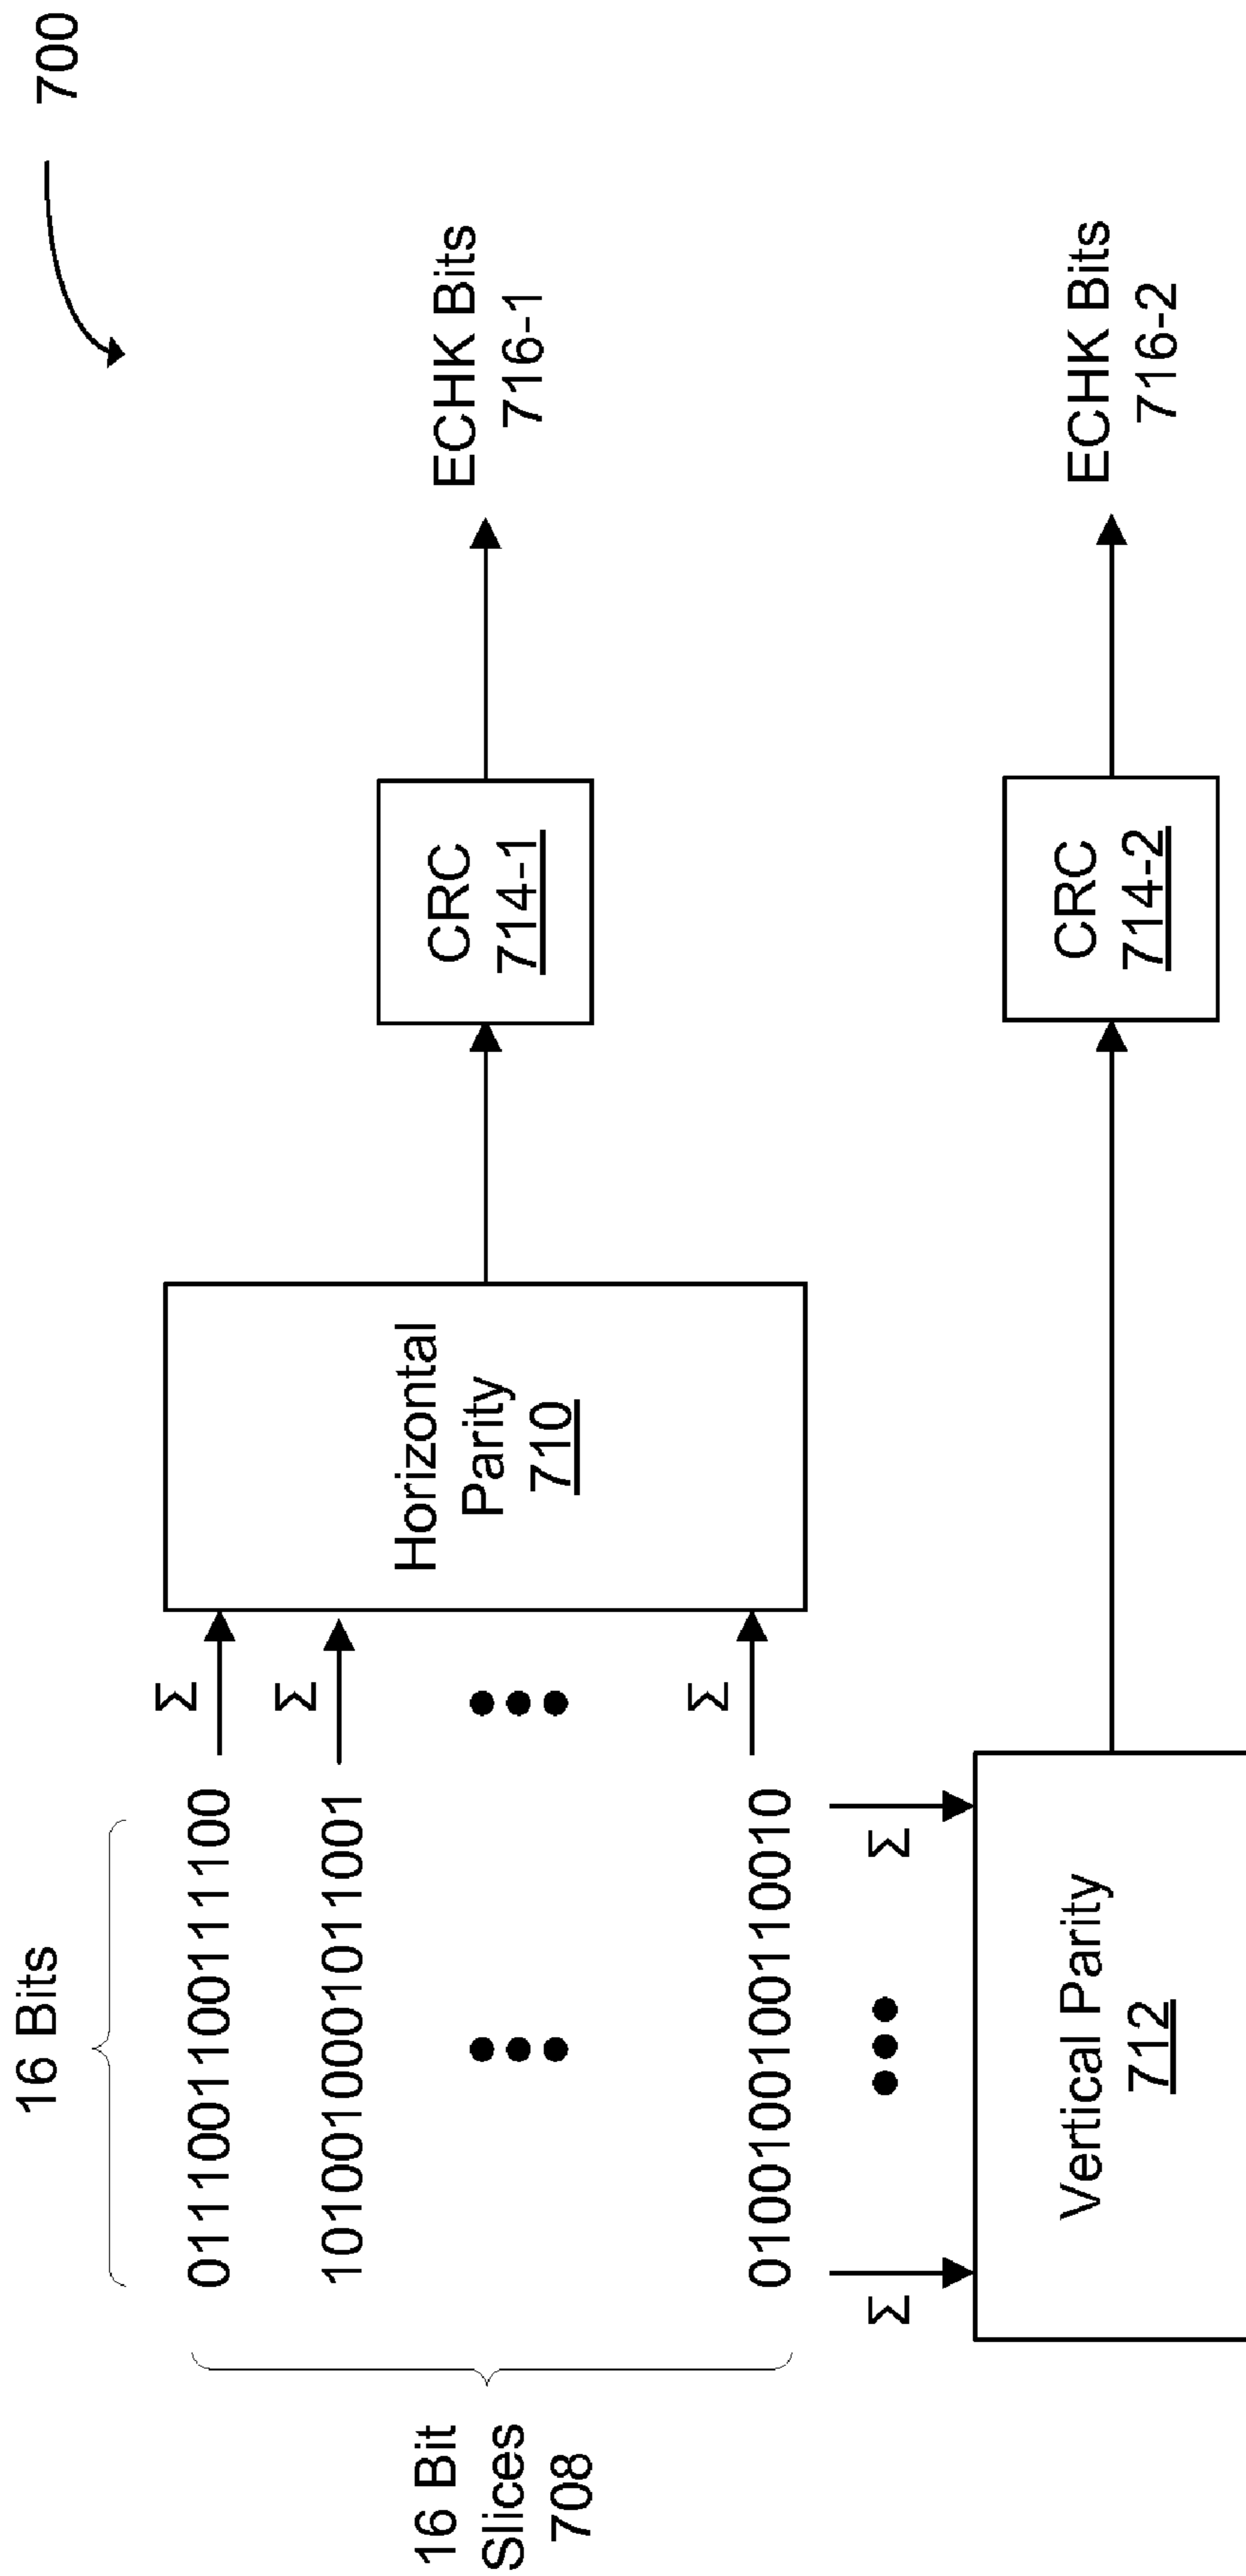 700
16 Bits
16 Bit
Slices
708
0111001100111100
Σ
1010010001011001
Σ
0100100100110010
Σ
Horizontal
Parity
710
CRC
714-1
ECHK Bits
716-1
Σ
Σ
Vertical Parity
712
CRC
714-2
ECHK Bits
716-2